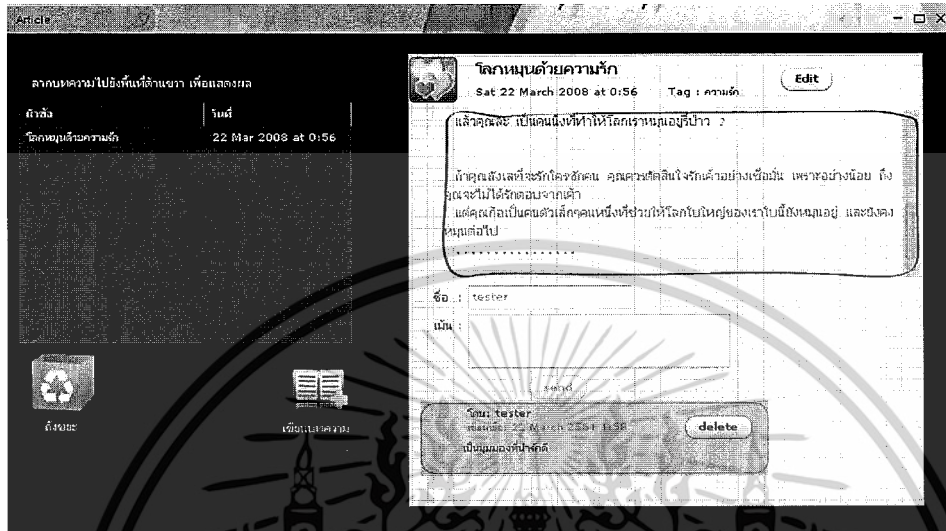 Article
ลากบทความไปยังพื้นที่ด้านขวา เพื่อแสดงผล
หัวข้อ วันที่
โลกหมุนด้วยความรัก 22 Mar 2008 at 0:56
ถังขยะ
เขียนบทความ
โลกหมุนด้วยความรัก
Edit
Sat 22 March 2008 at 0:56 Tag : ความรัก
แล้วคุณล่ะ เป็นคนนึงที่ทำให้โลกเราหมุนอยู่รึป่าว ?
ถ้าคุณลังเลที่จะรักใครซักคน คุณควรตัดสินใจรักเค้าอย่างเชื่อมั่น เพราะอย่างน้อย ถึง
คุณจะไม่ได้รักตอบจากเค้า
แต่คุณก็อเป็นคนตัวเล็กๆคนหนึ่งที่ช่วยให้โลกใบใหญ่ของเราใบนี้ยังหมุนอยู่ และยังคง
หมุนต่อไป
................
ชื่อ : tester
เม้น :
send
โดย: tester
delete
เป็นมุมมองที่น่ารักดี